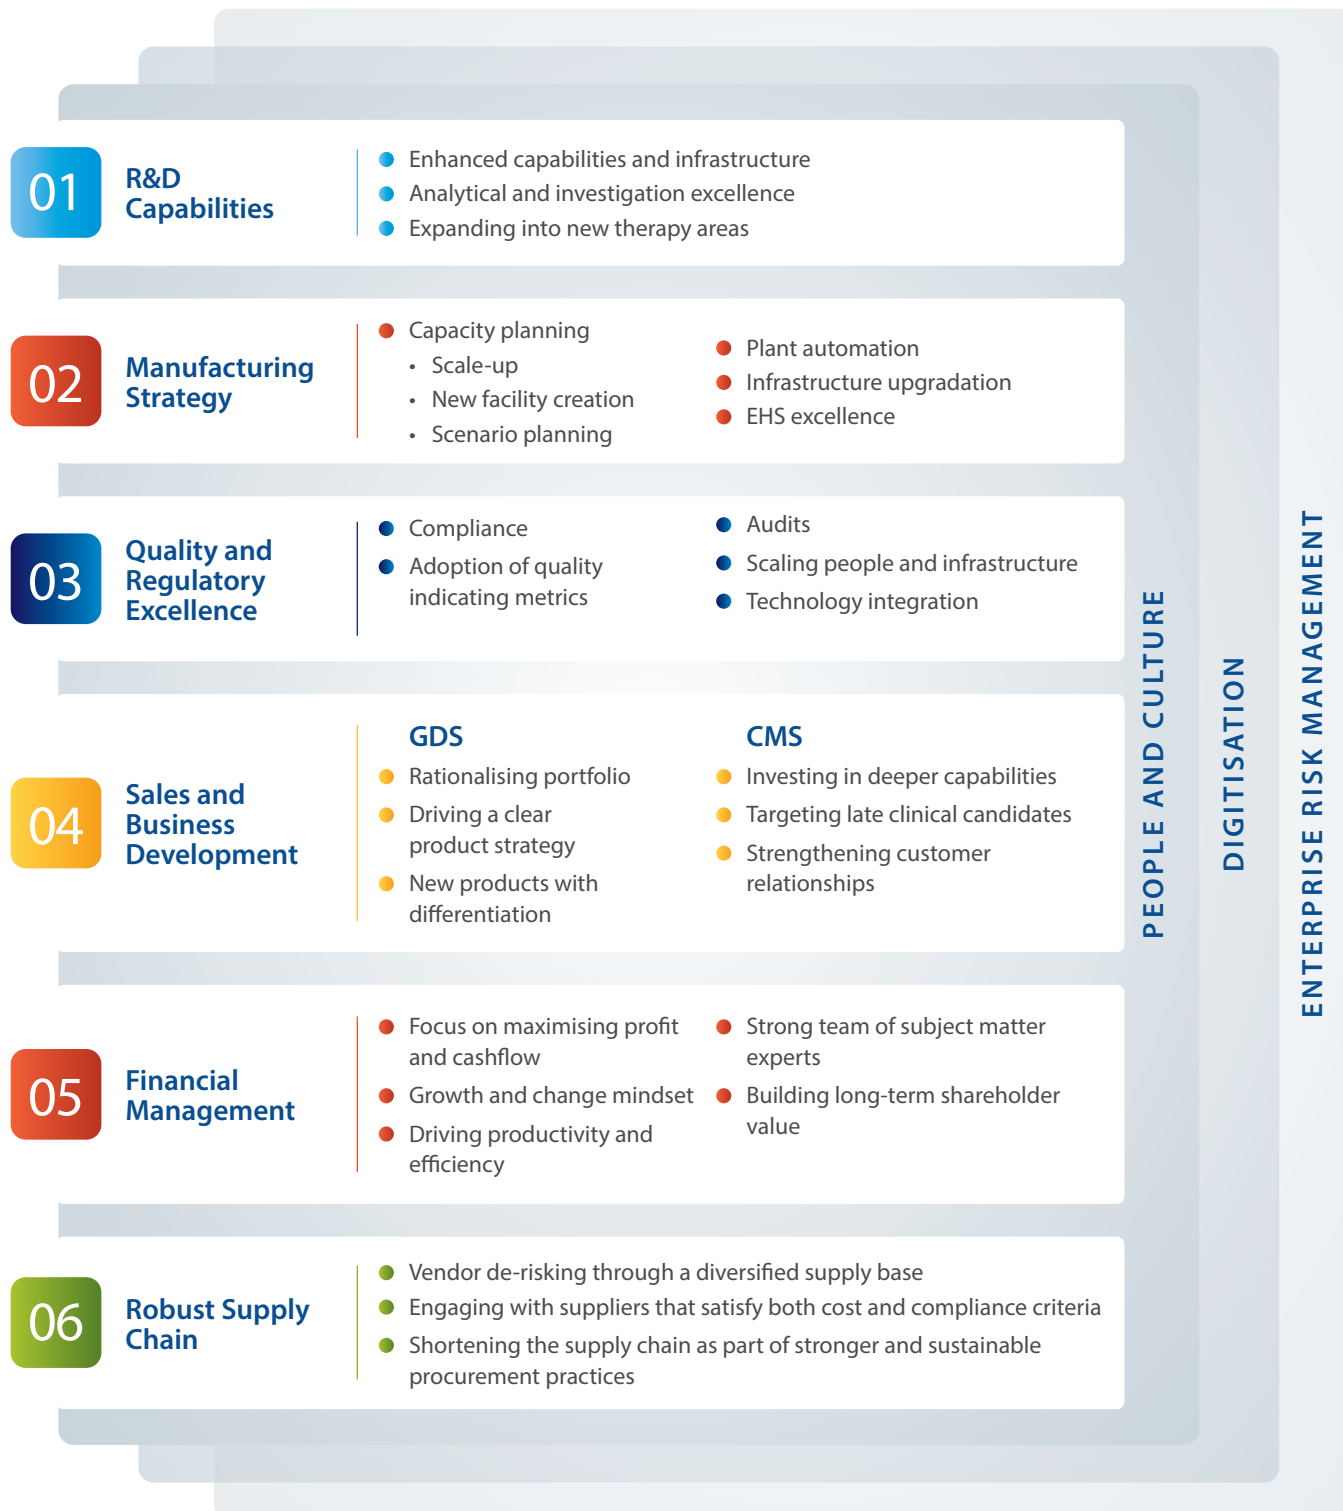 01
R&D
Capabilities
Enhanced capabilities and infrastructure
Analytical and investigation excellence
Expanding into new therapy areas
02
Manufacturing
Strategy
Capacity planning
• Scale-up
• New facility creation
• Scenario planning
Plant automation
Infrastructure upgradation
EHS excellence
03
Quality and
Regulatory
Excellence
Compliance
Adoption of quality
indicating metrics
Audits
Scaling people and infrastructure
Technology integration
04
Sales and
Business
Development
GDS
Rationalising portfolio
Driving a clear
product strategy
New products with
differentiation
CMS
Investing in deeper capabilities
Targeting late clinical candidates
Strengthening customer
relationships
05
Financial
Management
Focus on maximising profit
and cashflow
Growth and change mindset
Driving productivity and
efficiency
Strong team of subject matter
experts
Building long-term shareholder
value
06
Robust Supply
Chain
Vendor de-risking through a diversified supply base
Engaging with suppliers that satisfy both cost and compliance criteria
Shortening the supply chain as part of stronger and sustainable
procurement practices
PEOPLE AND CULTURE
DIGITISATION
ENTERPRISE RISK MANAGEMENT